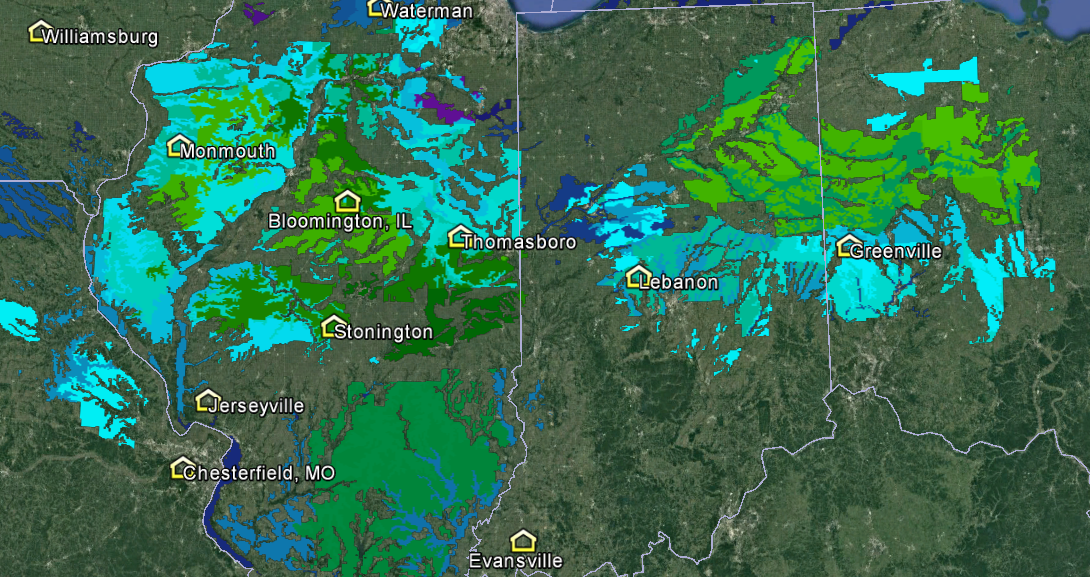 Waterman
Williamsburg
Monmouth
Bloomington, IL
Thomasboro
Greenville
Lebanon
Stonington
Jerseyville
Chesterfield, MO
Evansville